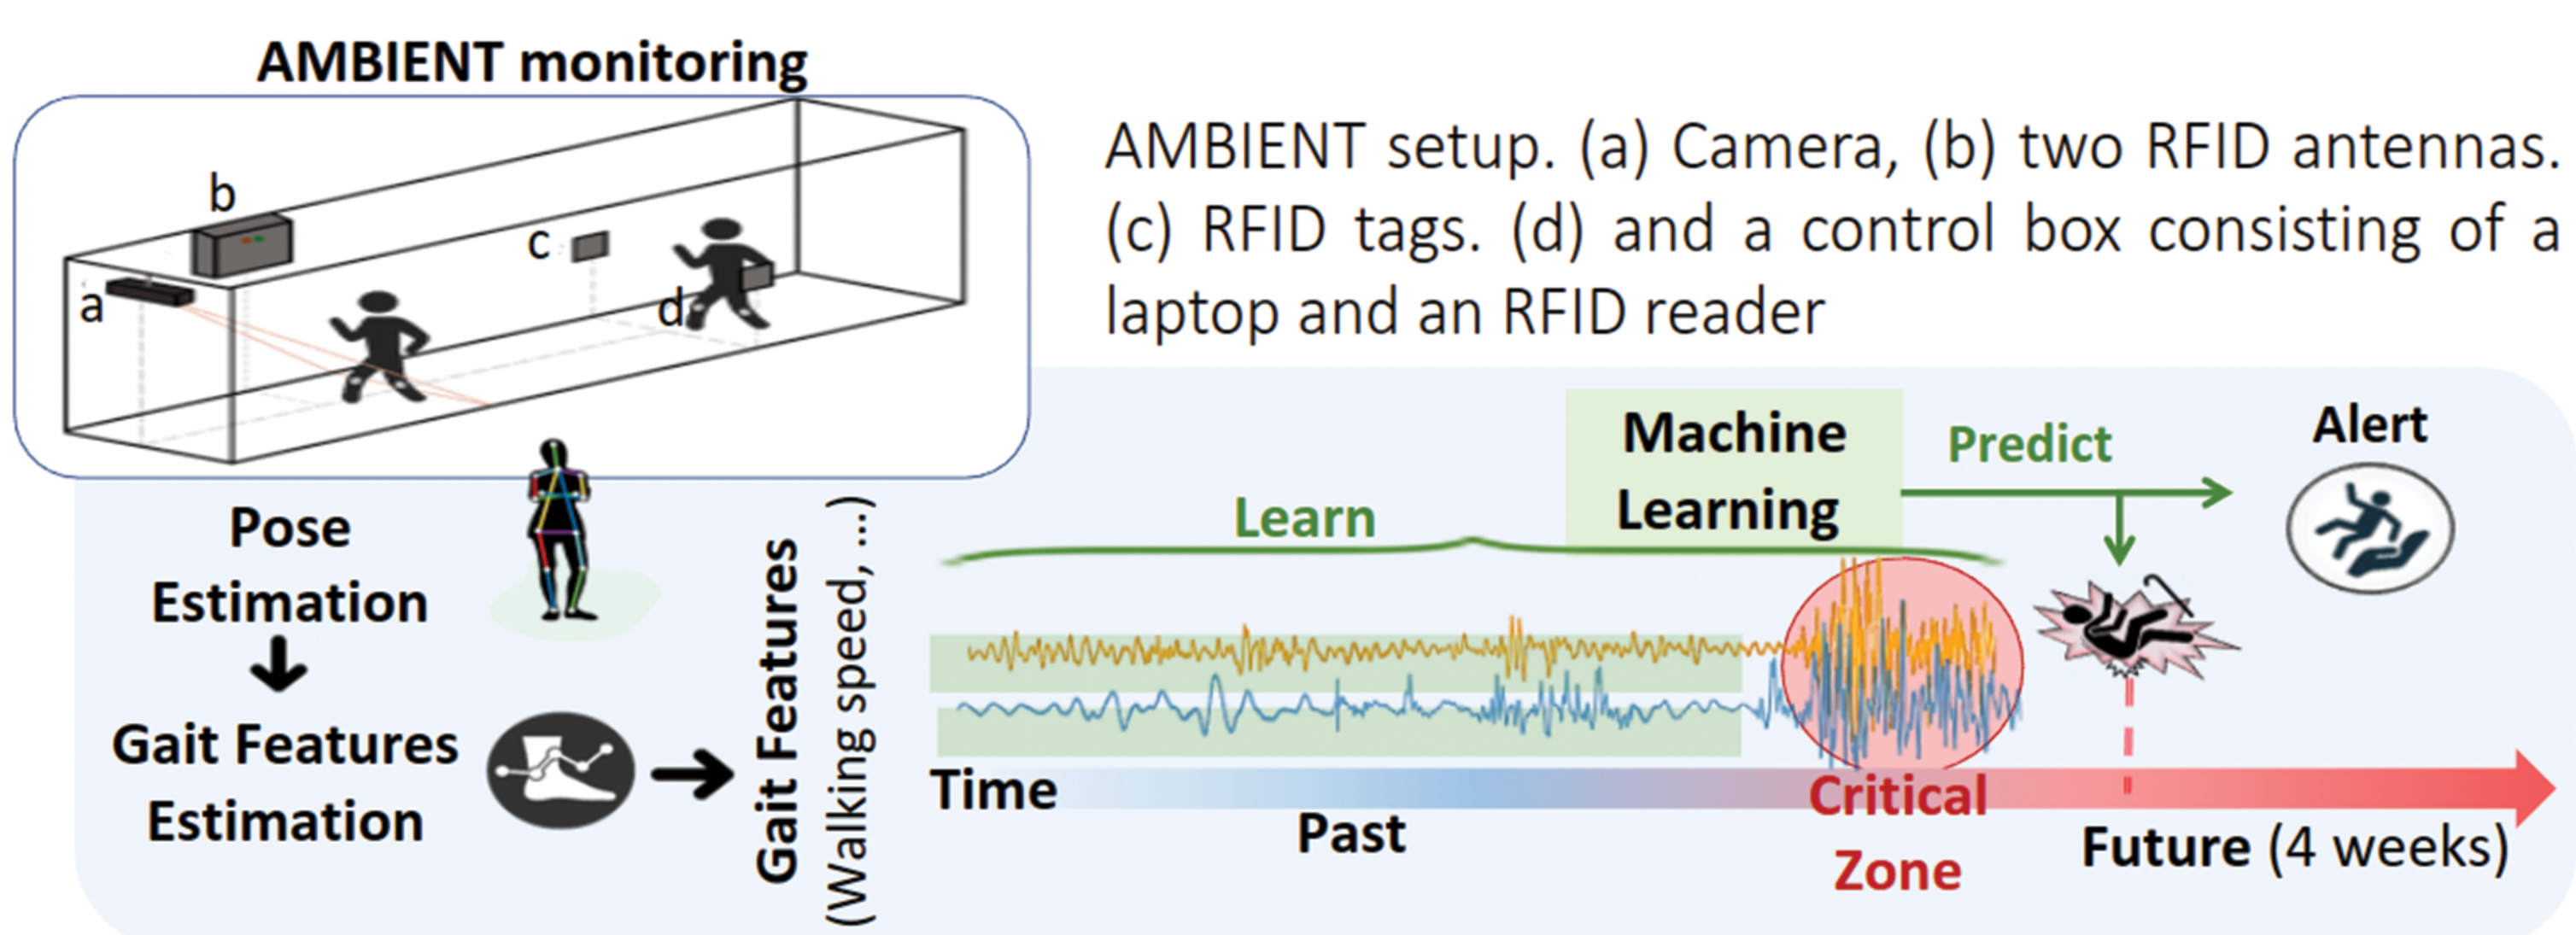 AMBIENT monitoring
b
a
c
d
AMBIENT setup. (a) Camera, (b) two RFID antennas.
(c) RFID tags. (d) and a control box consisting of a
laptop and an RFID reader
Pose
Estimation
Gait Features
Estimation
Gait Features
(Walking speed, ...)
Learn
Machine
Learning
Predict
Alert
Time
Past
Critical
Zone
Future (4 weeks)